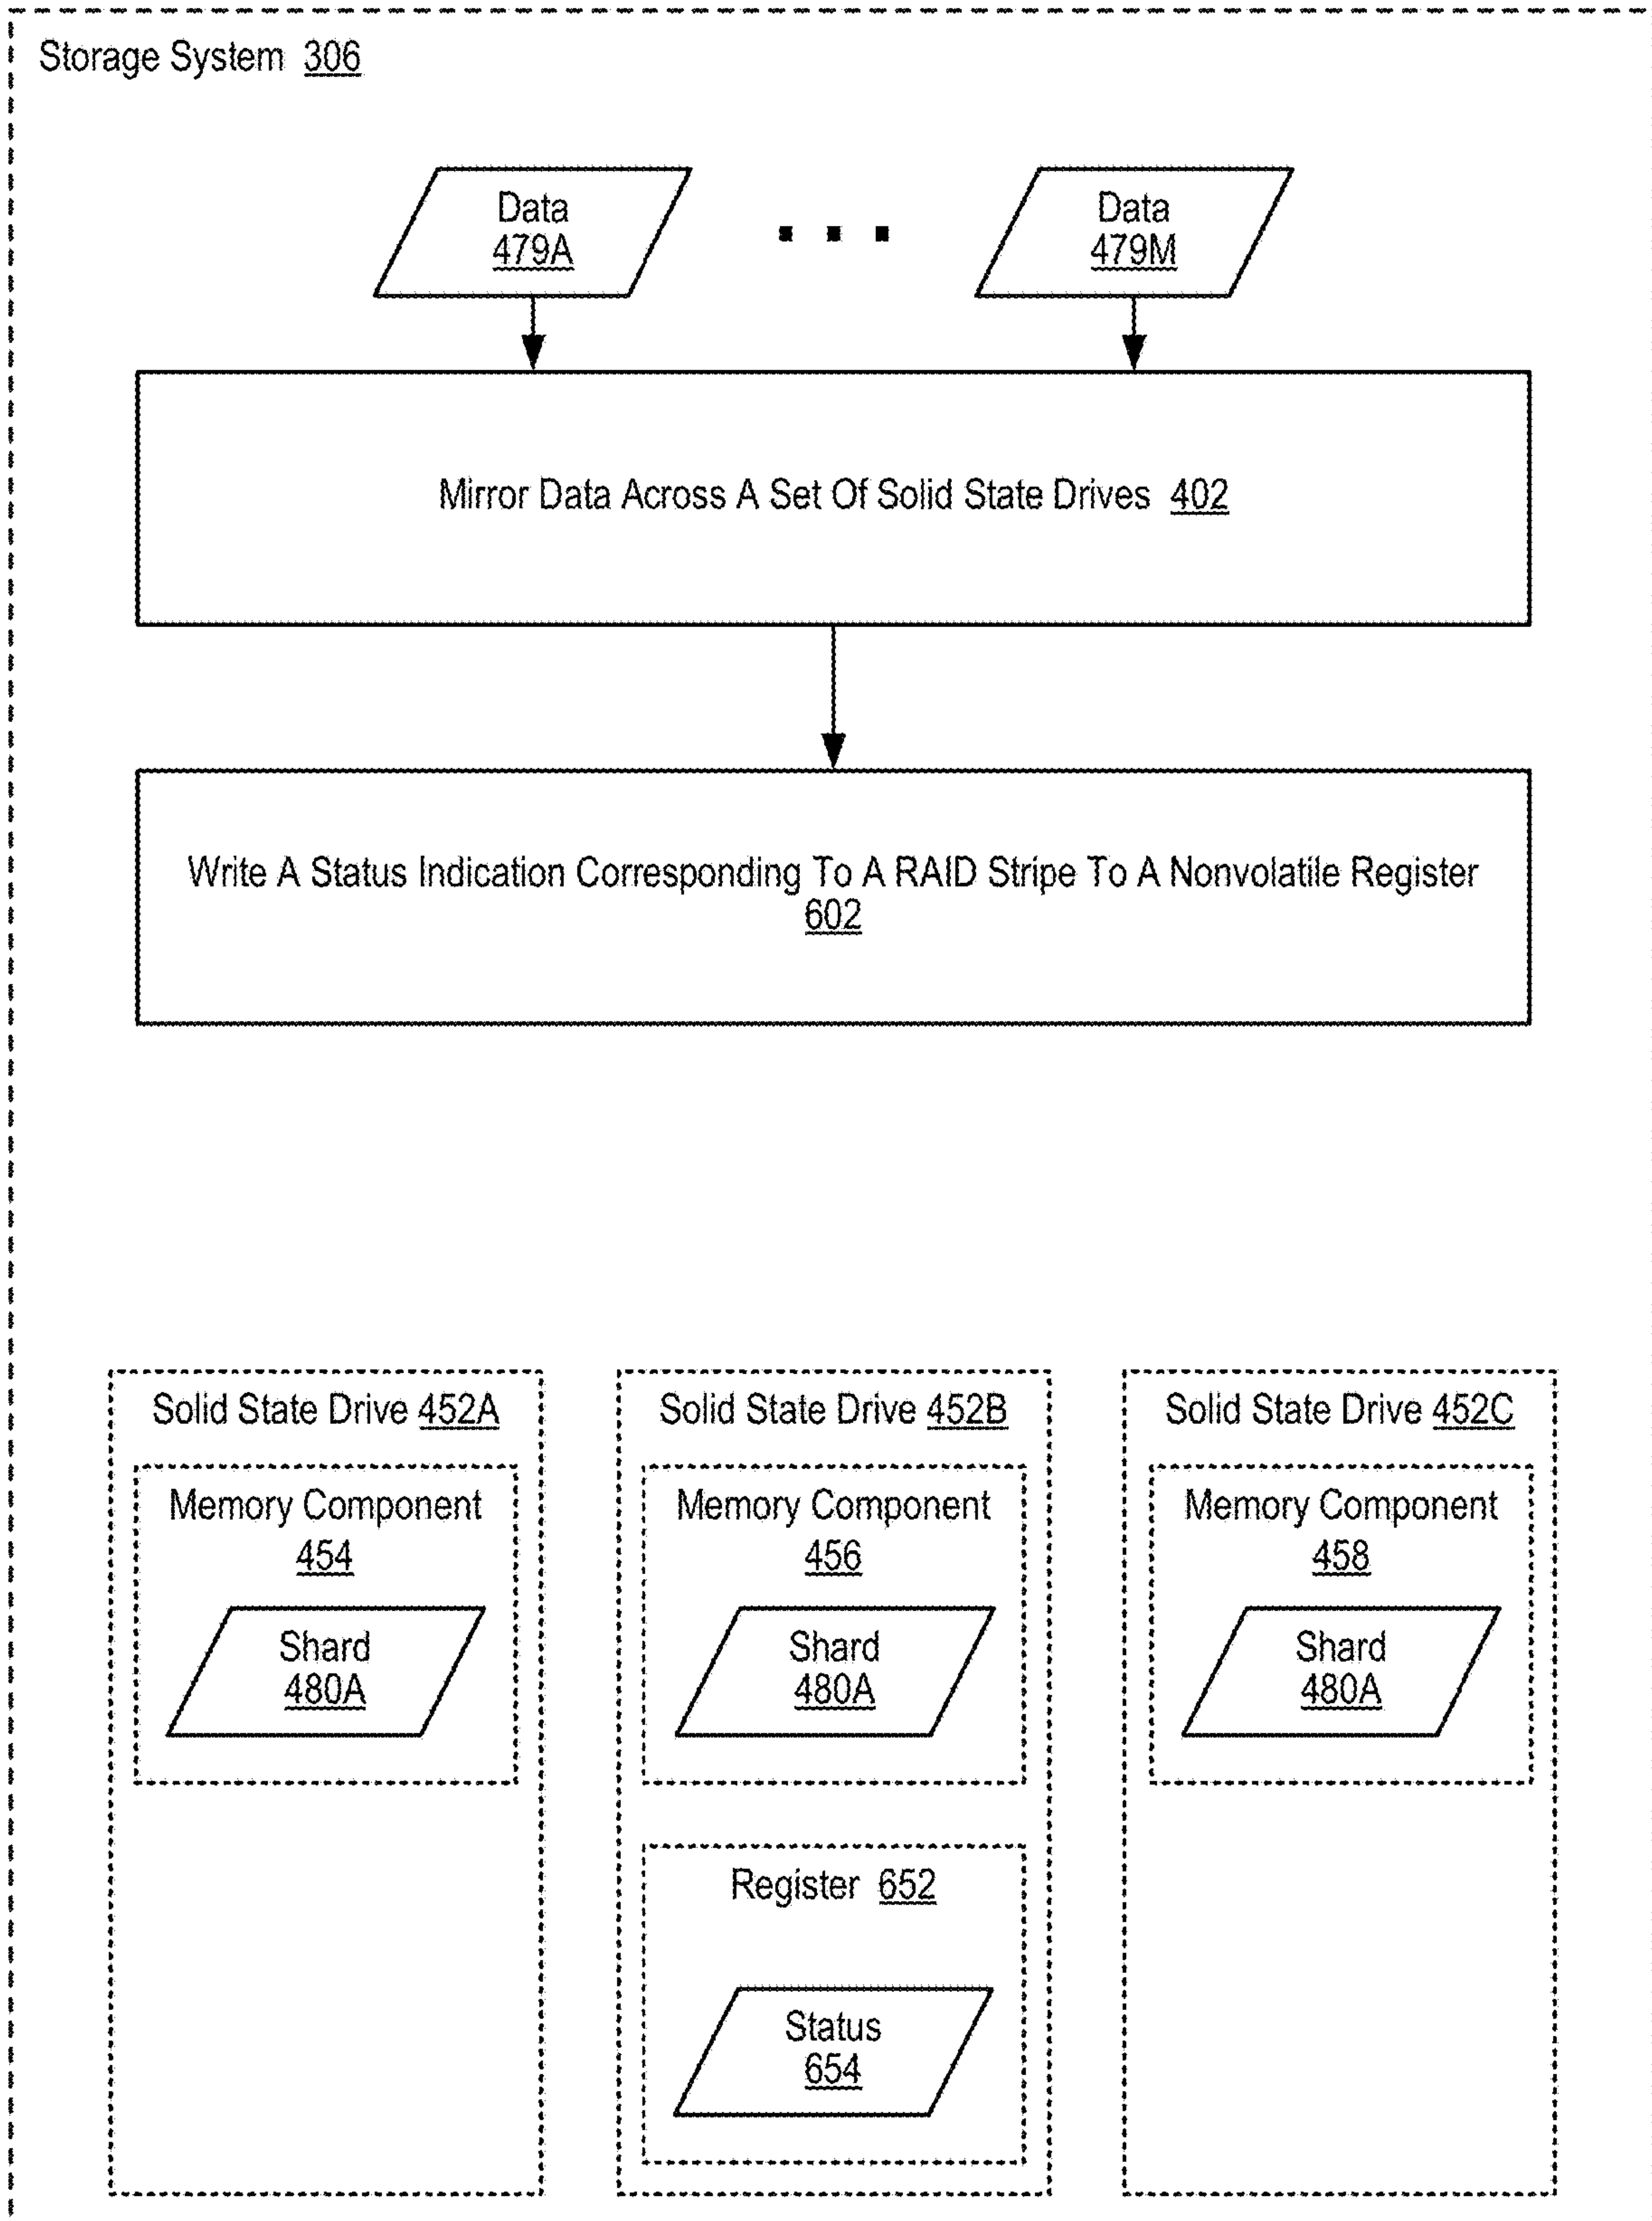 Storage System 306
Data
479A
Data
479M
Mirror Data Across A Set Of Solid State Drives 402
Write A Status Indication Corresponding To A RAID Stripe To A Nonvolatile Register
602
Solid State Drive 452A
Memory Component
454
Shard
480A
Solid State Drive 452B
Memory Component
456
Shard
480A
Register 652
Status
654
Solid State Drive 452C
Memory Component
458
Shard
480A